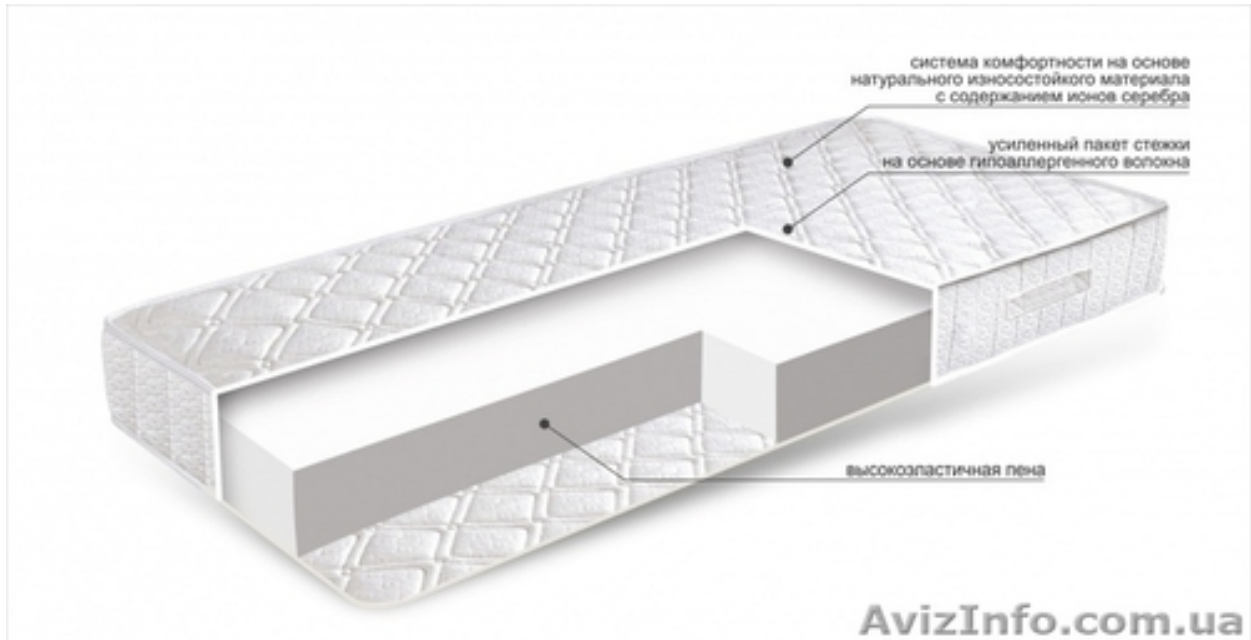 система комфортности на основе
натурального износостойкого материала
с содержанием ионов серебра
усиленный пакет стежки
на основе гипоаллергенного волокна
высокоэластичная пена
AvizInfo.com.ua